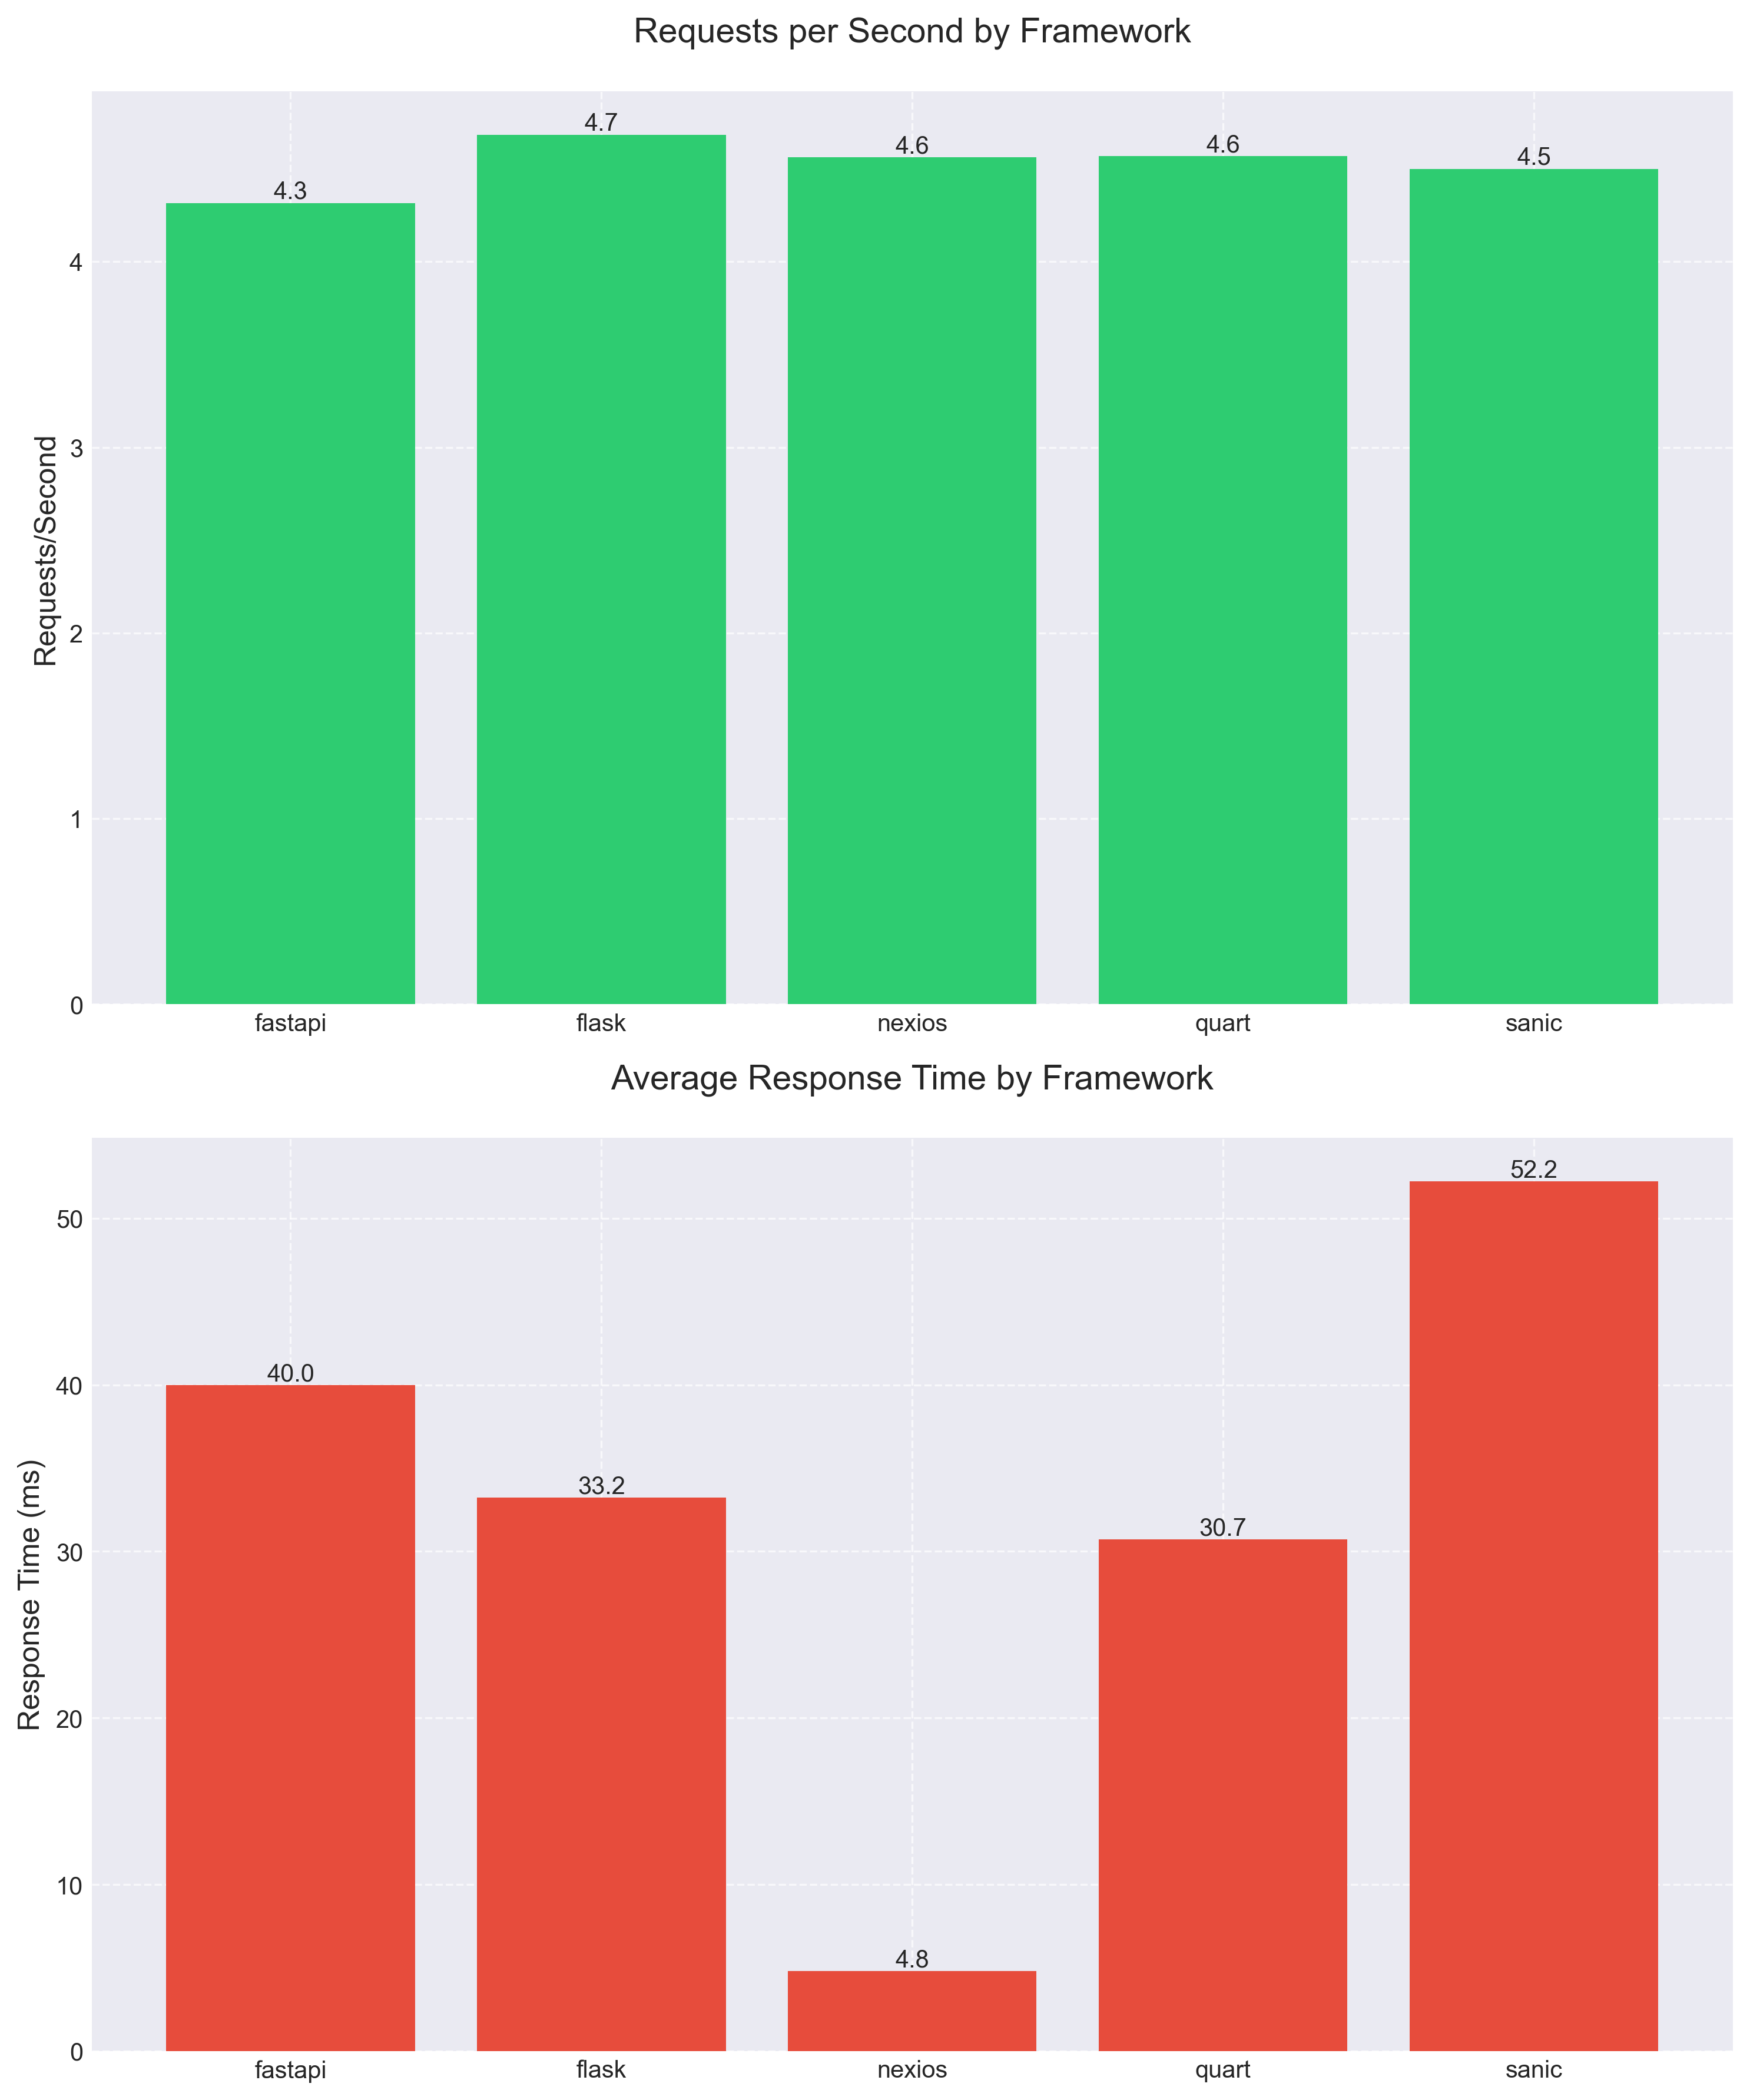 Requests per Second by Framework
4.7
4.6
4.6
4.5
4.3
4
3
2
1
0
Requests/Second
fastapi
flask
nexios
quart
sanic
Average Response Time by Framework
52.2
50
40.0
40
33.2
30.7
30
20
10
4.8
0
Response Time (ms)
fastapi
flask
nexios
quart
sanic